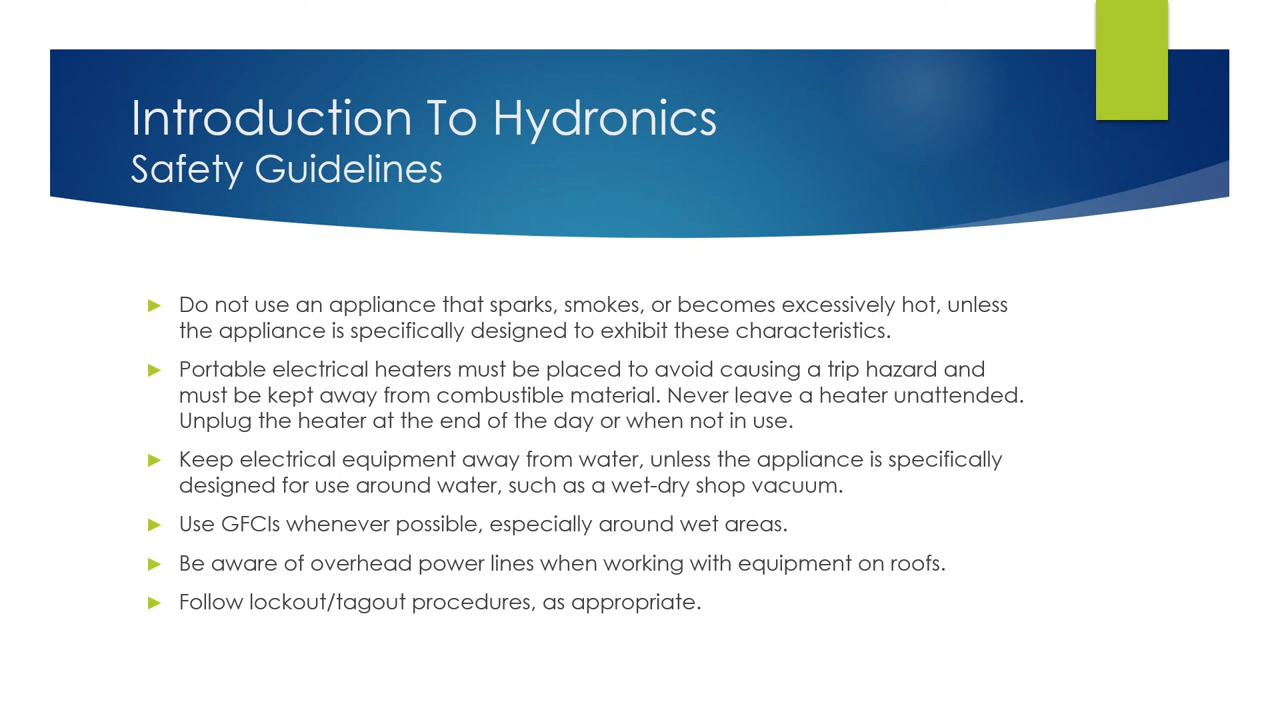 Introduction To Hydronics
Safety Guidelines
Do not use an appliance that sparks, smokes, or becomes excessively hot, unless
the appliance is specifically designed to exhibit these characteristics.
Portable electrical heaters must be placed to avoid causing a trip hazard and
must be kept away from combustible material. Never leave a heater unattended.
Unplug the heater at the end of the day or when not in use.
Keep electrical equipment away from water, unless the appliance is specifically
designed for use around water, such as a wet-dry shop vacuum.
Use GFCIs whenever possible, especially around wet areas.
Be aware of overhead power lines when working with equipment on roofs.
Follow lockout/tagout procedures, as appropriate.